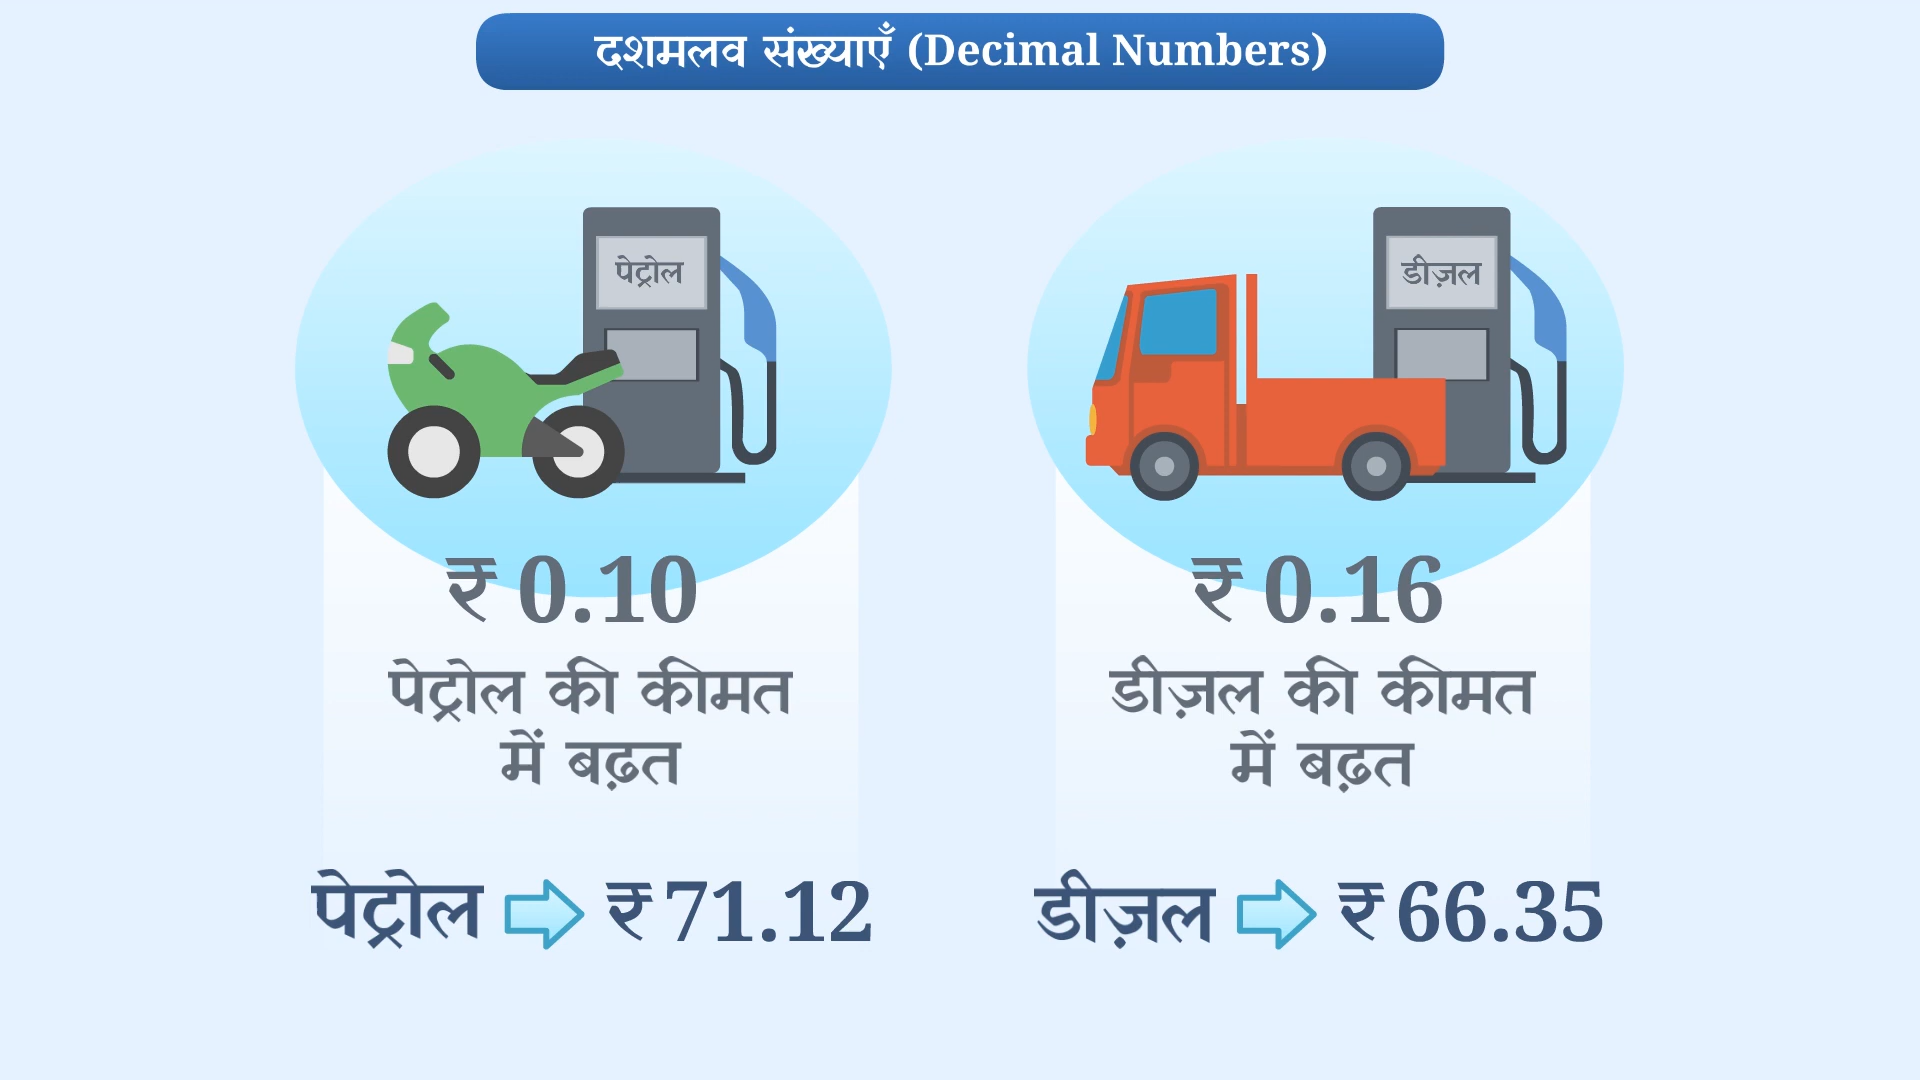 दशमलव संख्याएँ (Decimal Numbers)
पेट्रोल
डीज़ल
₹ 0.10
पेट्रोल की कीमत
में बढ़त
₹ 0.16
डीज़ल की कीमत
में बढ़त
पेट्रोल ⇨ ₹ 71.12
डीज़ल ⇨ ₹ 66.35